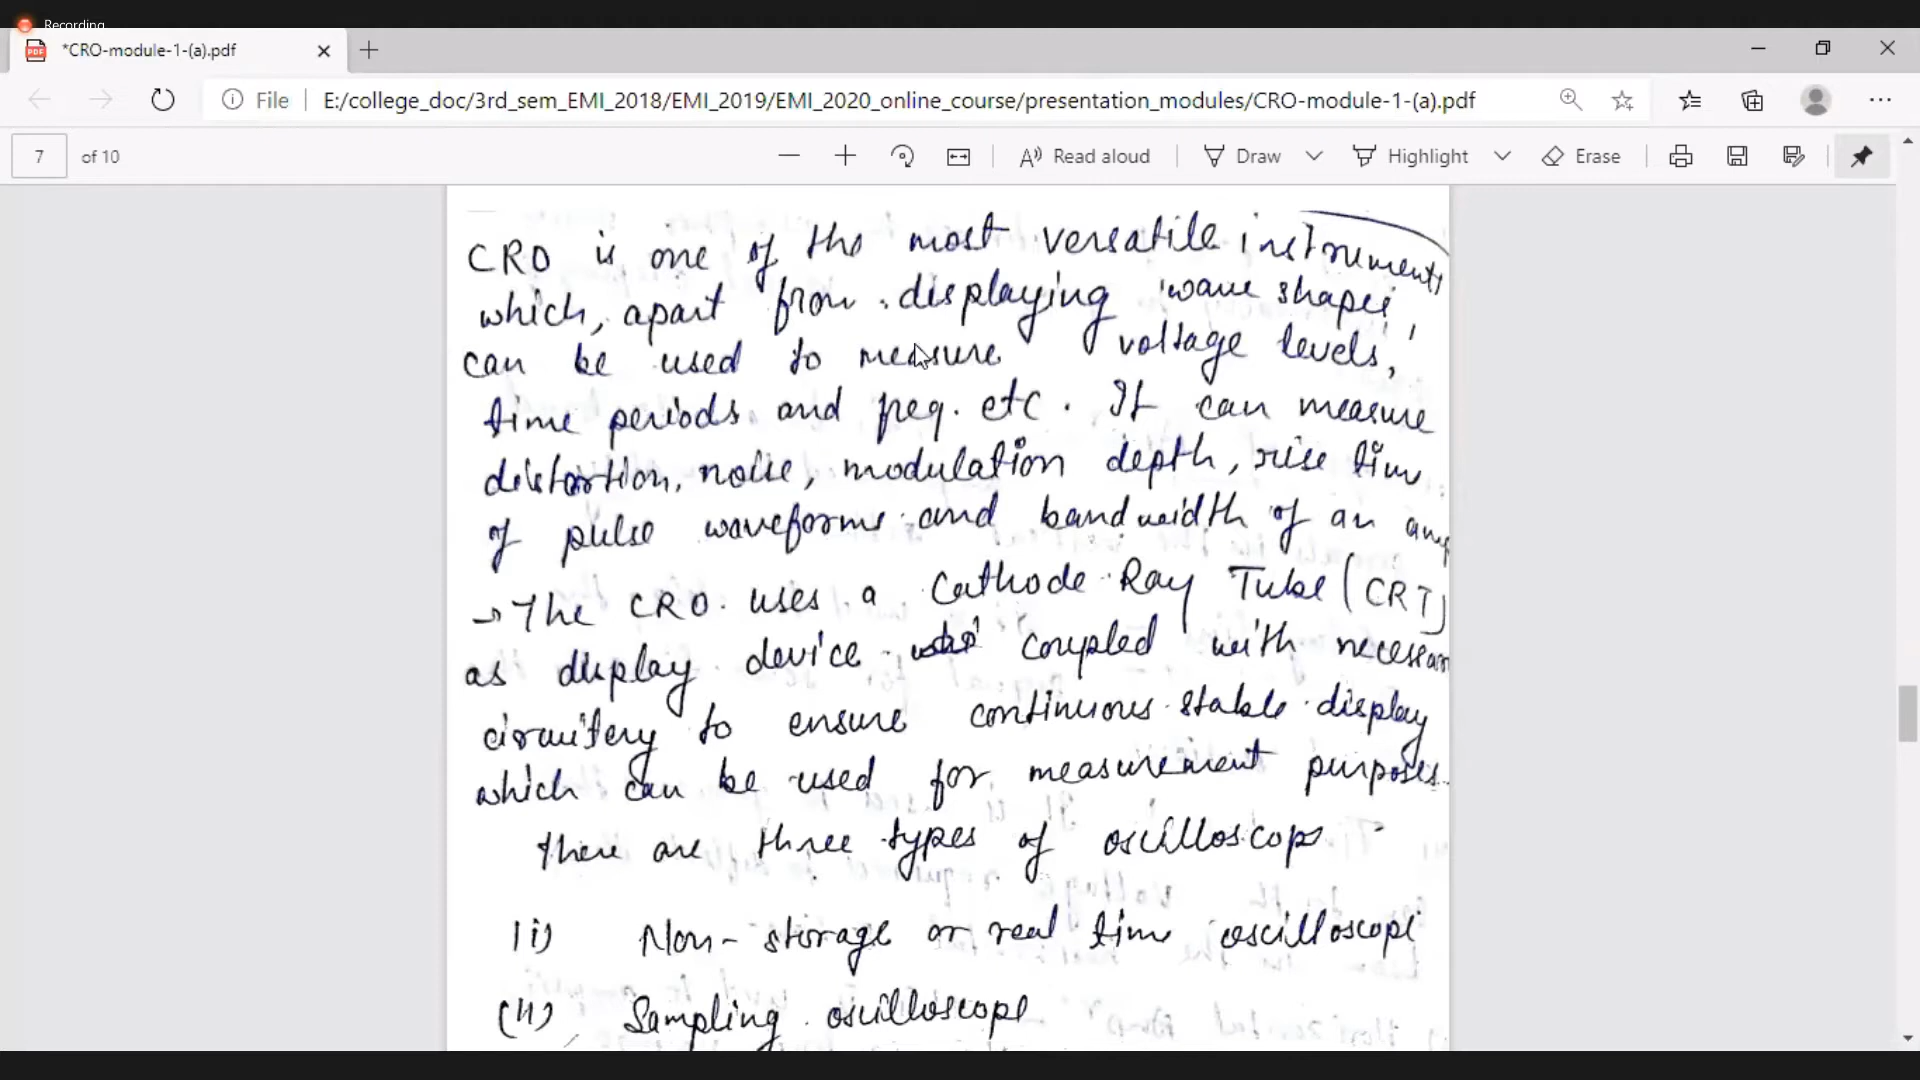 Recording
*CRO-module-1-(a).pdf
File
E:/college_doc/3rd_sem_EMI_2018/EMI_2019/EMI_2020_online_course/presentation_modules/CRO-module-1-(a).pdf
7 of 10
Read aloud
Draw
Highlight
Erase
CRO is one of the most versatile instruments
which, apart from displaying wave shapes,
can be used to measure voltage levels,
time periods and freq. etc. It can measure
distortion, noise, modulation depth, rise time
of pulse waveforms and bandwidth of an amp
→ The CRO uses a Cathode Ray Tube (CRT)
as display device coupled with necessar
circuitery to ensure continuous stable display
which can be used for measurement purposes.
there are three types of oscilloscope
(i) Non-storage or real time oscilloscope
(ii) Sampling oscilloscope